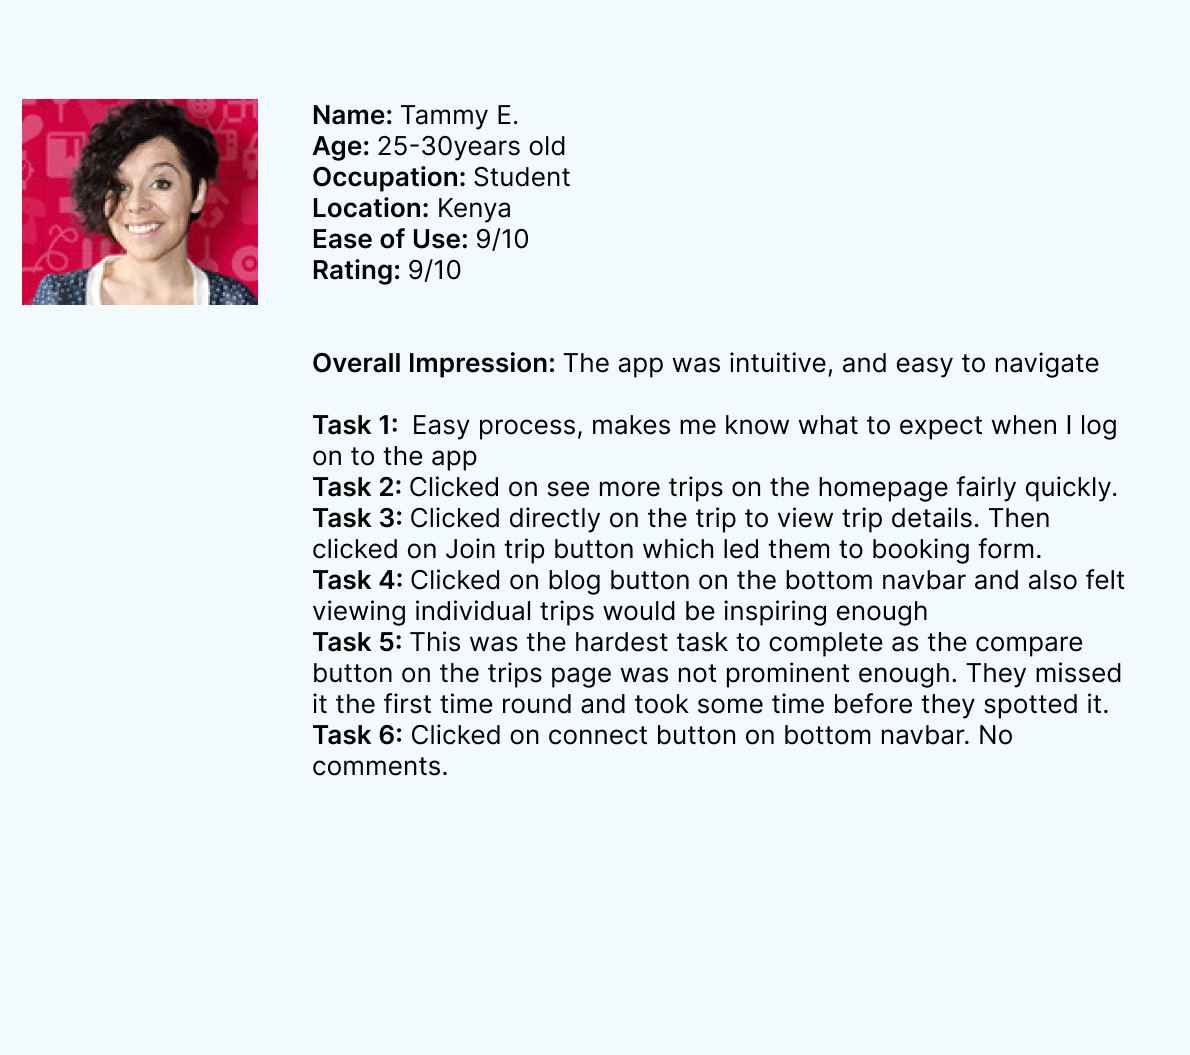 Name: Tammy E.
Age: 25-30years old
Occupation: Student
Location: Kenya
Ease of Use: 9/10
Rating: 9/10
Overall Impression: The app was intuitive, and easy to navigate
Task 1:  Easy process, makes me know what to expect when I log
on to the app
Task 2: Clicked on see more trips on the homepage fairly quickly.
Task 3: Clicked directly on the trip to view trip details. Then
clicked on Join trip button which led them to booking form.
Task 4: Clicked on blog button on the bottom navbar and also felt
viewing individual trips would be inspiring enough
Task 5: This was the hardest task to complete as the compare
button on the trips page was not prominent enough. They missed
it the first time round and took some time before they spotted it.
Task 6: Clicked on connect button on bottom navbar. No
comments.